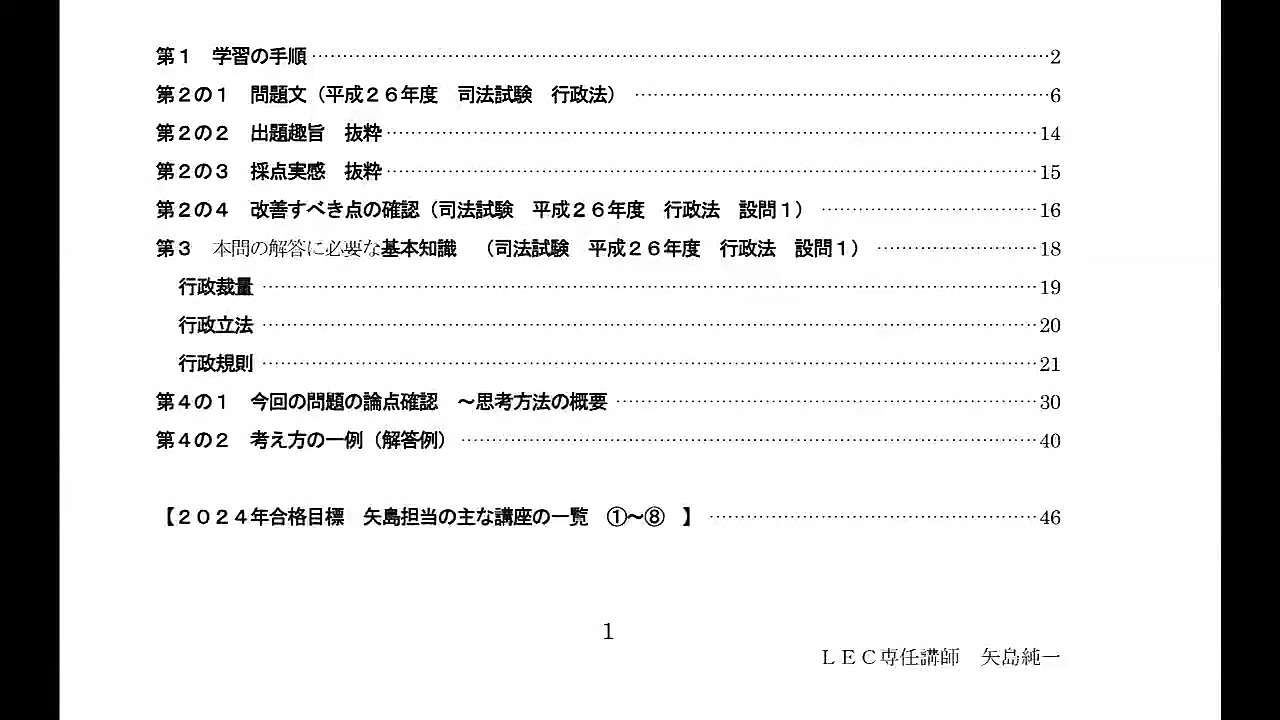 第１　学習の手順 ……………………………………………………………………………2
第２の１　問題文（平成２６年度　司法試験　行政法） ……………………………………………6
第２の２　出題趣旨　抜粋 ……………………………………………………………………14
第２の３　採点実感　抜粋 ……………………………………………………………………15
第２の４　改善すべき点の確認（司法試験　平成２６年度　行政法　設問１） ………………………16
第３　本問の解答に必要な基本知識　（司法試験　平成２６年度　行政法　設問１） …………………18
行政裁量 ………………………………………………………………………………19
行政立法 ………………………………………………………………………………20
行政規則 ………………………………………………………………………………21
第４の１　今回の問題の論点確認　～思考方法の概要 ……………………………………………30
第４の２　考え方の一例（解答例） ……………………………………………………………40
【２０２４年合格目標　矢島担当の主な講座の一覧　①～⑧　】 …………………………………46
1
ＬＥＣ専任講師　矢島純一